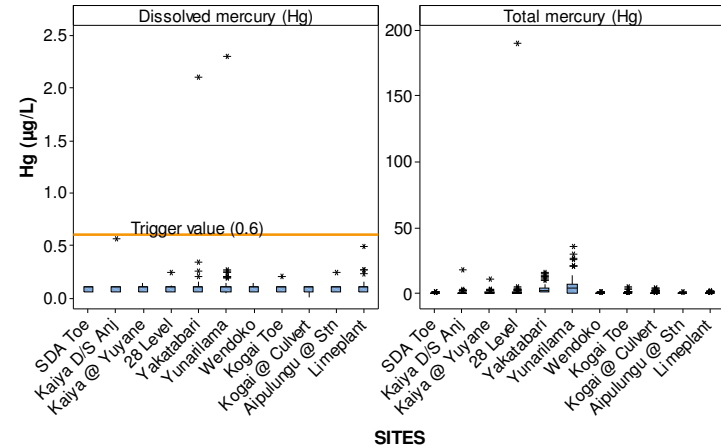 Dissolved mercury (Hg)
Total mercury (Hg)
Hg (µg/L)
2.5
2.0
1.5
1.0
0.5
0.0
Trigger value (0.6)
200
150
100
50
0
SDA Toe
Kaiya D/S Anj
Kaiya @ Yuyane
28 Level
Yakatabari
Yunarilama
Wendoko
Kogai Toe
Kogai @ Culvert
Aipulungu @ Stn
Limeplant
SDA Toe
Kaiya D/S Anj
Kaiya @ Yuyane
28 Level
Yakatabari
Yunarilama
Wendoko
Kogai Toe
Kogai @ Culvert
Aipulungu @ Stn
Limeplant
SITES